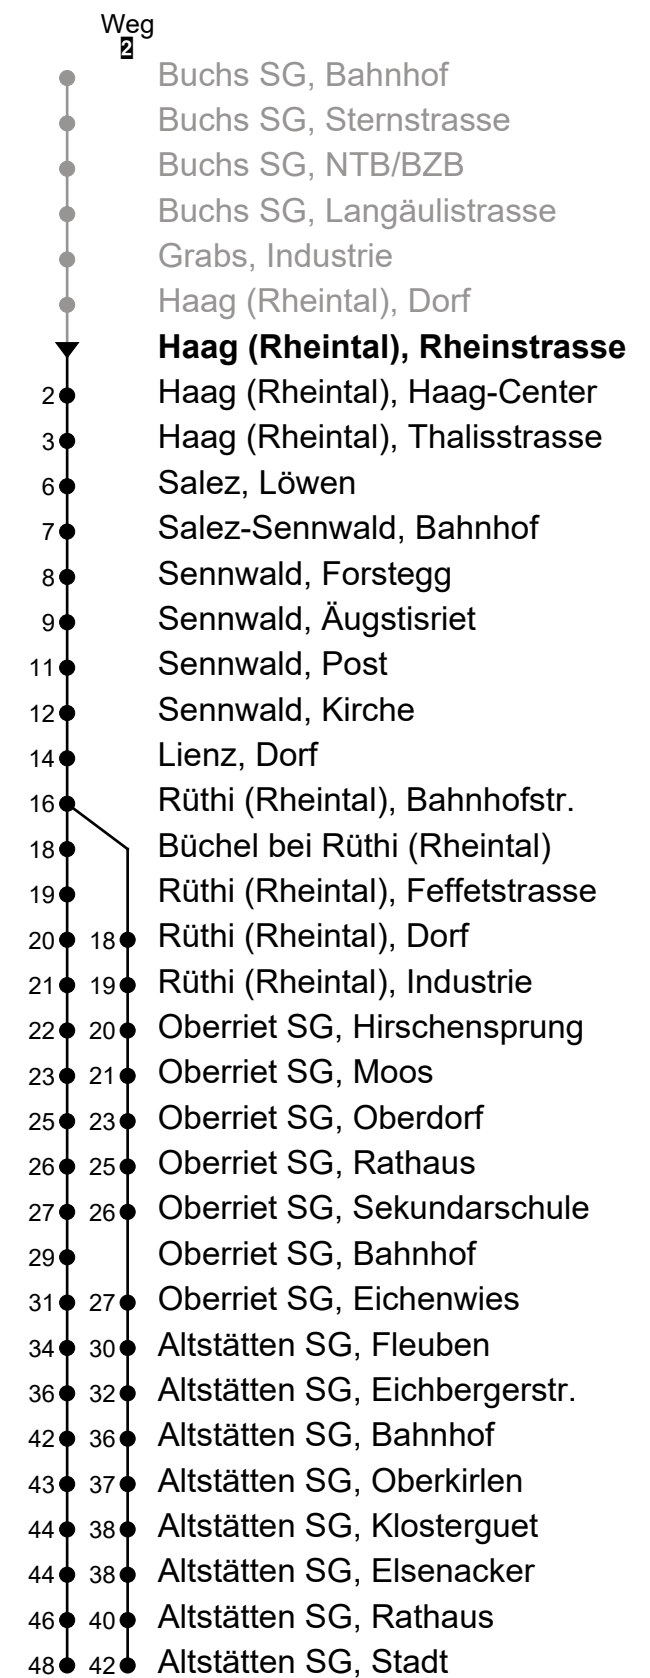 Weg
2
Buchs SG, Bahnhof
Buchs SG, Sternstrasse
Buchs SG, NTB/BZB
Buchs SG, Langäulistrasse
Grabs, Industrie
Haag (Rheintal), Dorf
Haag (Rheintal), Rheinstrasse
2 Haag (Rheintal), Haag-Center
3 Haag (Rheintal), Thalisstrasse
6 Salez, Löwen
7 Salez-Sennwald, Bahnhof
8 Sennwald, Forstegg
9 Sennwald, Äugstisriet
11 Sennwald, Post
12 Sennwald, Kirche
14 Lienz, Dorf
16 Rüthi (Rheintal), Bahnhofstr.
18 Büchel bei Rüthi (Rheintal)
19 Rüthi (Rheintal), Feffetstrasse
20 18 Rüthi (Rheintal), Dorf
21 19 Rüthi (Rheintal), Industrie
22 20 Oberriet SG, Hirschensprung
23 21 Oberriet SG, Moos
25 23 Oberriet SG, Oberdorf
26 25 Oberriet SG, Rathaus
27 26 Oberriet SG, Sekundarschule
29 Oberriet SG, Bahnhof
31 27 Oberriet SG, Eichenwies
34 30 Altstätten SG, Fleuben
36 32 Altstätten SG, Eichbergerstr.
42 36 Altstätten SG, Bahnhof
43 37 Altstätten SG, Oberkirlen
44 38 Altstätten SG, Klosterguet
44 38 Altstätten SG, Elsenacker
46 40 Altstätten SG, Rathaus
48 42 Altstätten SG, Stadt